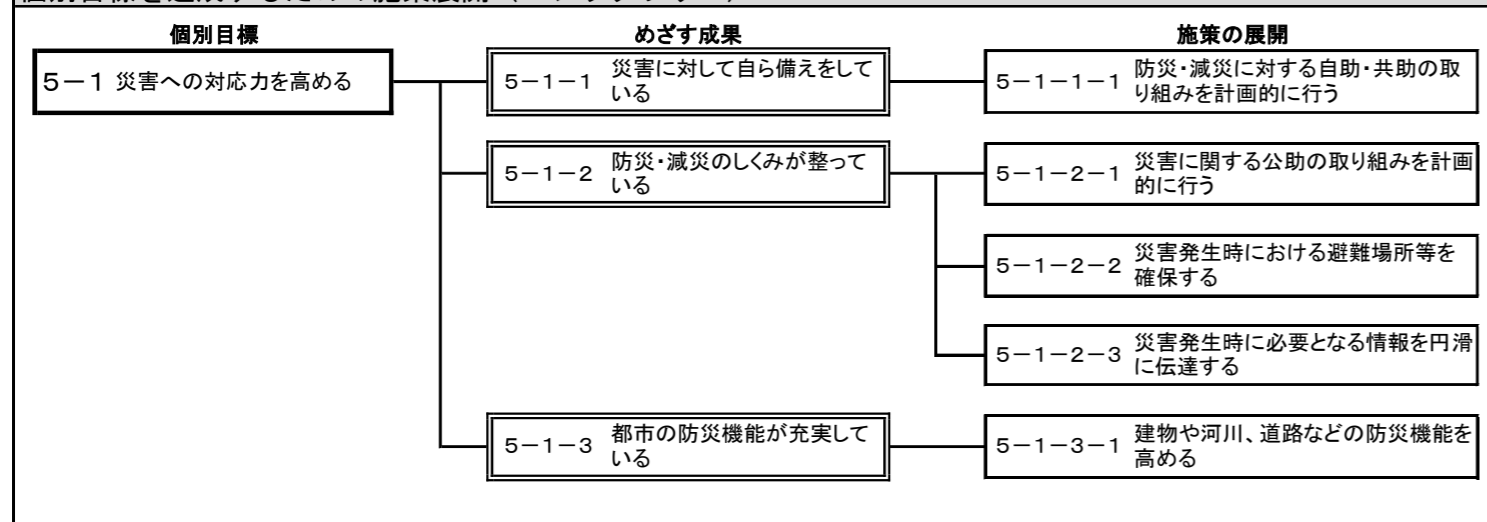 個別目標
めざす成果
施策の展開
5－1 災害への対応力を高める
5－1－1 災害に対して自ら備えをして
いる
5－1－1－1 防災・減災に対する自助・共助の取
り組みを計画的に行う
5－1－2 防災・減災のしくみが整って
いる
5－1－2－1 災害に関する公助の取り組みを計画
的に行う
5－1－2－2 災害発生時における避難場所等を
確保する
5－1－2－3 災害発生時に必要となる情報を円滑
に伝達する
5－1－3 都市の防災機能が充実して
いる
5－1－3－1 建物や河川、道路などの防災機能を
高める